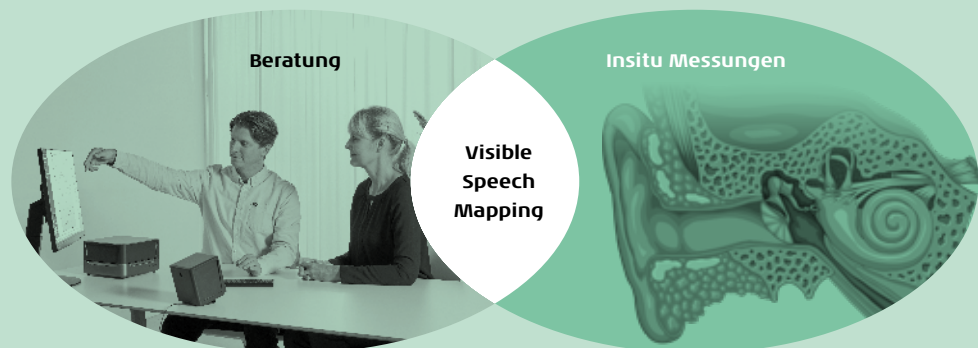 Beratung
Insitu Messungen
Visible
Speech
Mapping